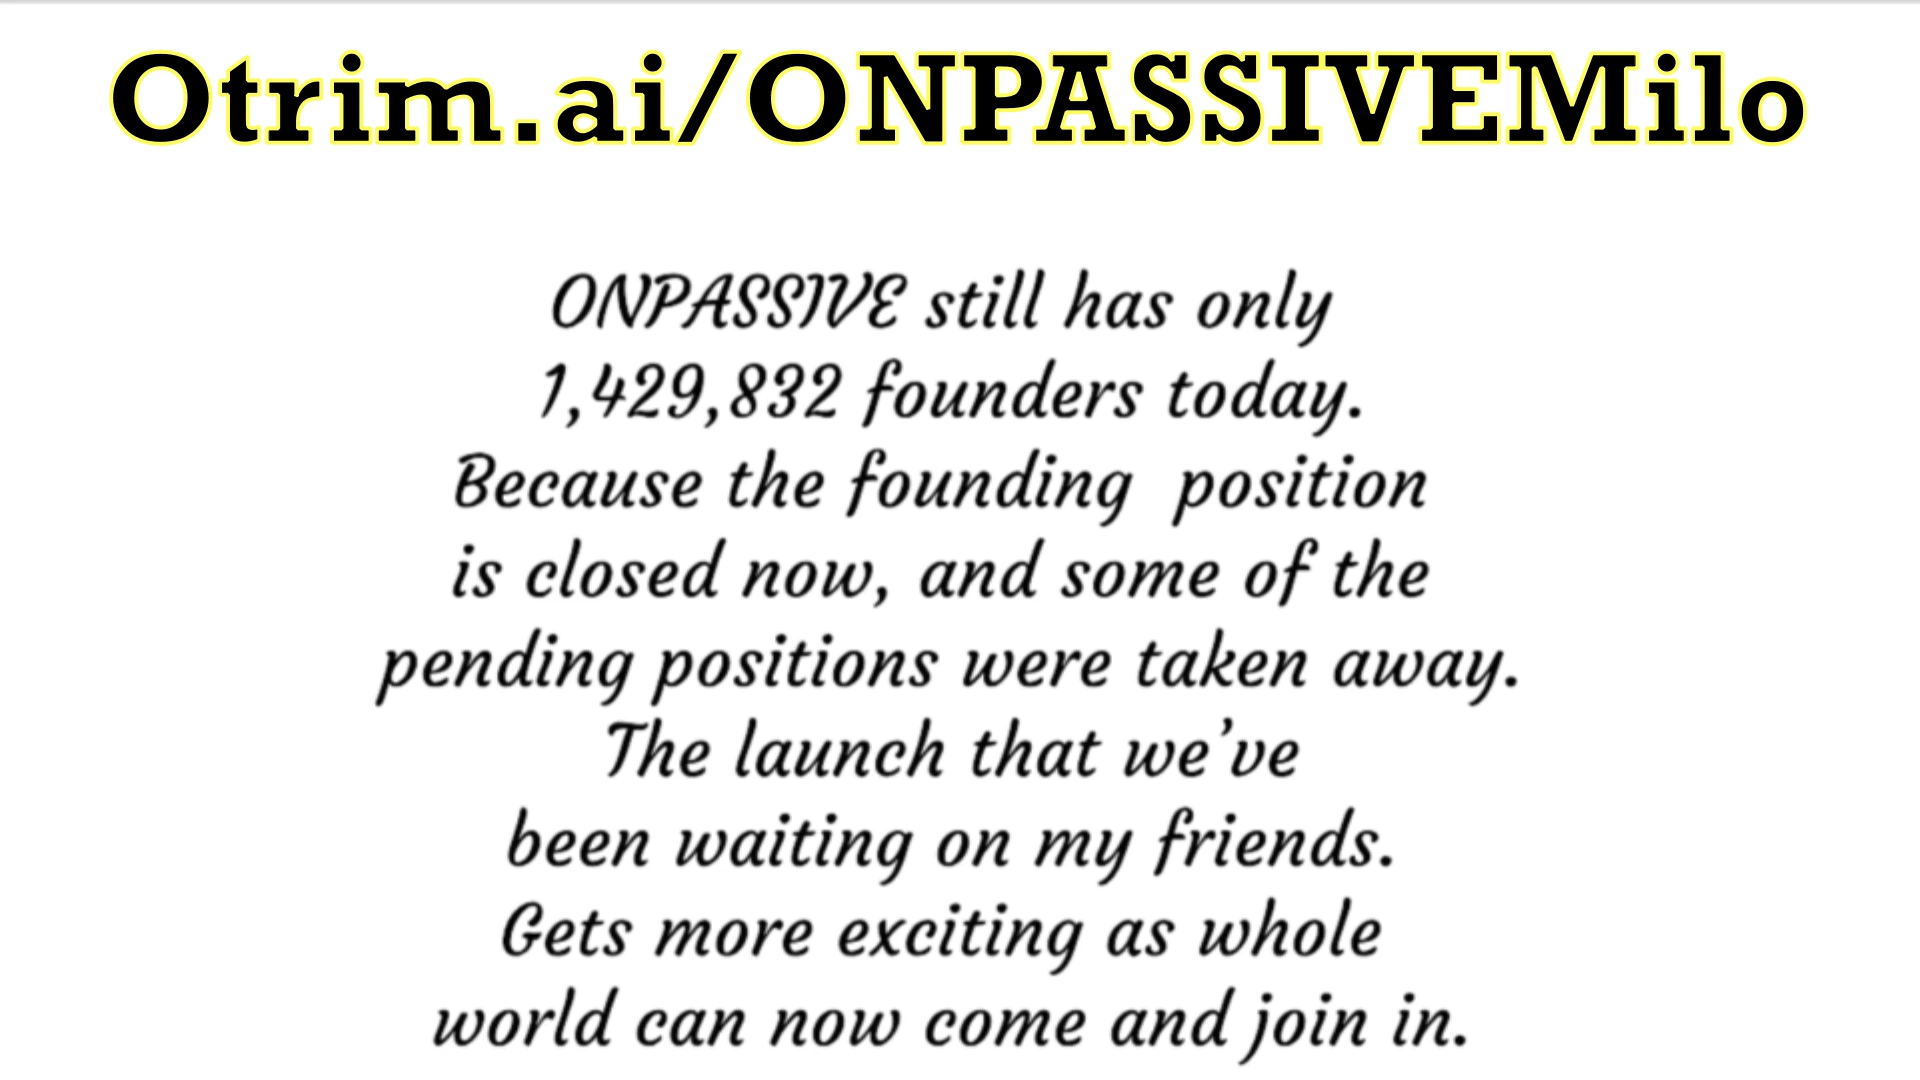 Otrim.ai/ONPASSIVEMilo
ONPASSIVE still has only
1,429,832 founders today.
Because the founding position
is closed now, and some of the
pending positions were taken away.
The launch that we’ve
been waiting on my friends.
Gets more exciting as whole
world can now come and join in.